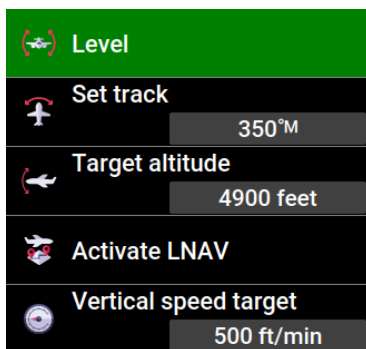 Level
Set track
350°M
Target altitude
4900 feet
Activate LNAV
Vertical speed target
500 ft/min